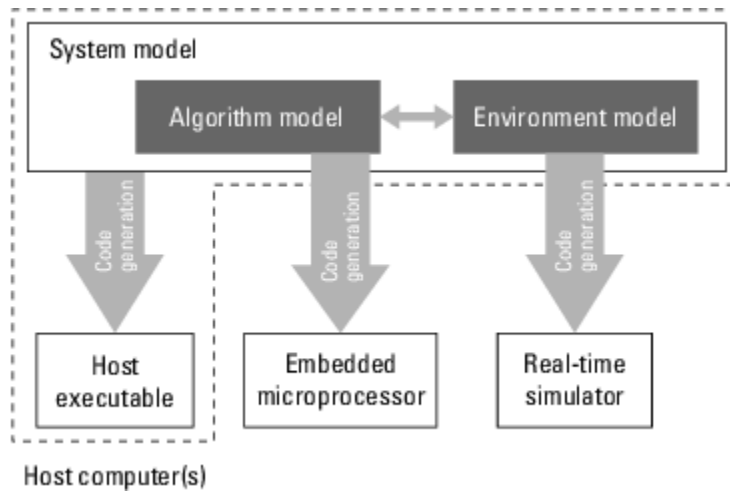 System model
Algorithm model
Environment model
Code
generation
Code
generation
Code
generation
Host
executable
Embedded
microprocessor
Real-time
simulator
Host computer(s)